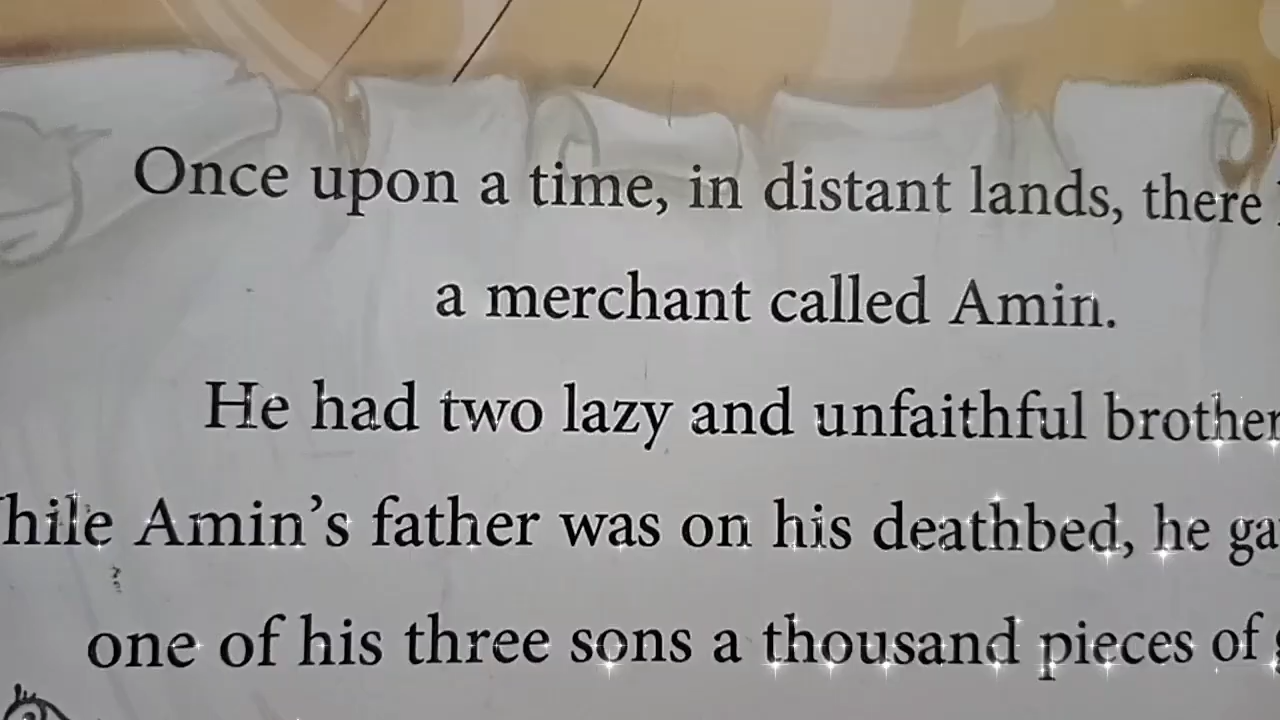 Once upon a time, in distant lands, there
a merchant called Amin.
He had two lazy and unfaithful brother
hile Amin's father was on his deathbed, he ga
one of his three sons a thousand pieces of